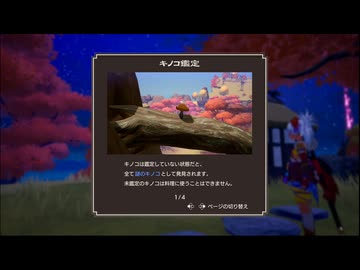 キノコ鑑定
キノコは鑑定していない状態だと、
全て謎のキノコとして発見されます。
未鑑定のキノコは料理に使うことはできません。
1/4
ページの切り替え